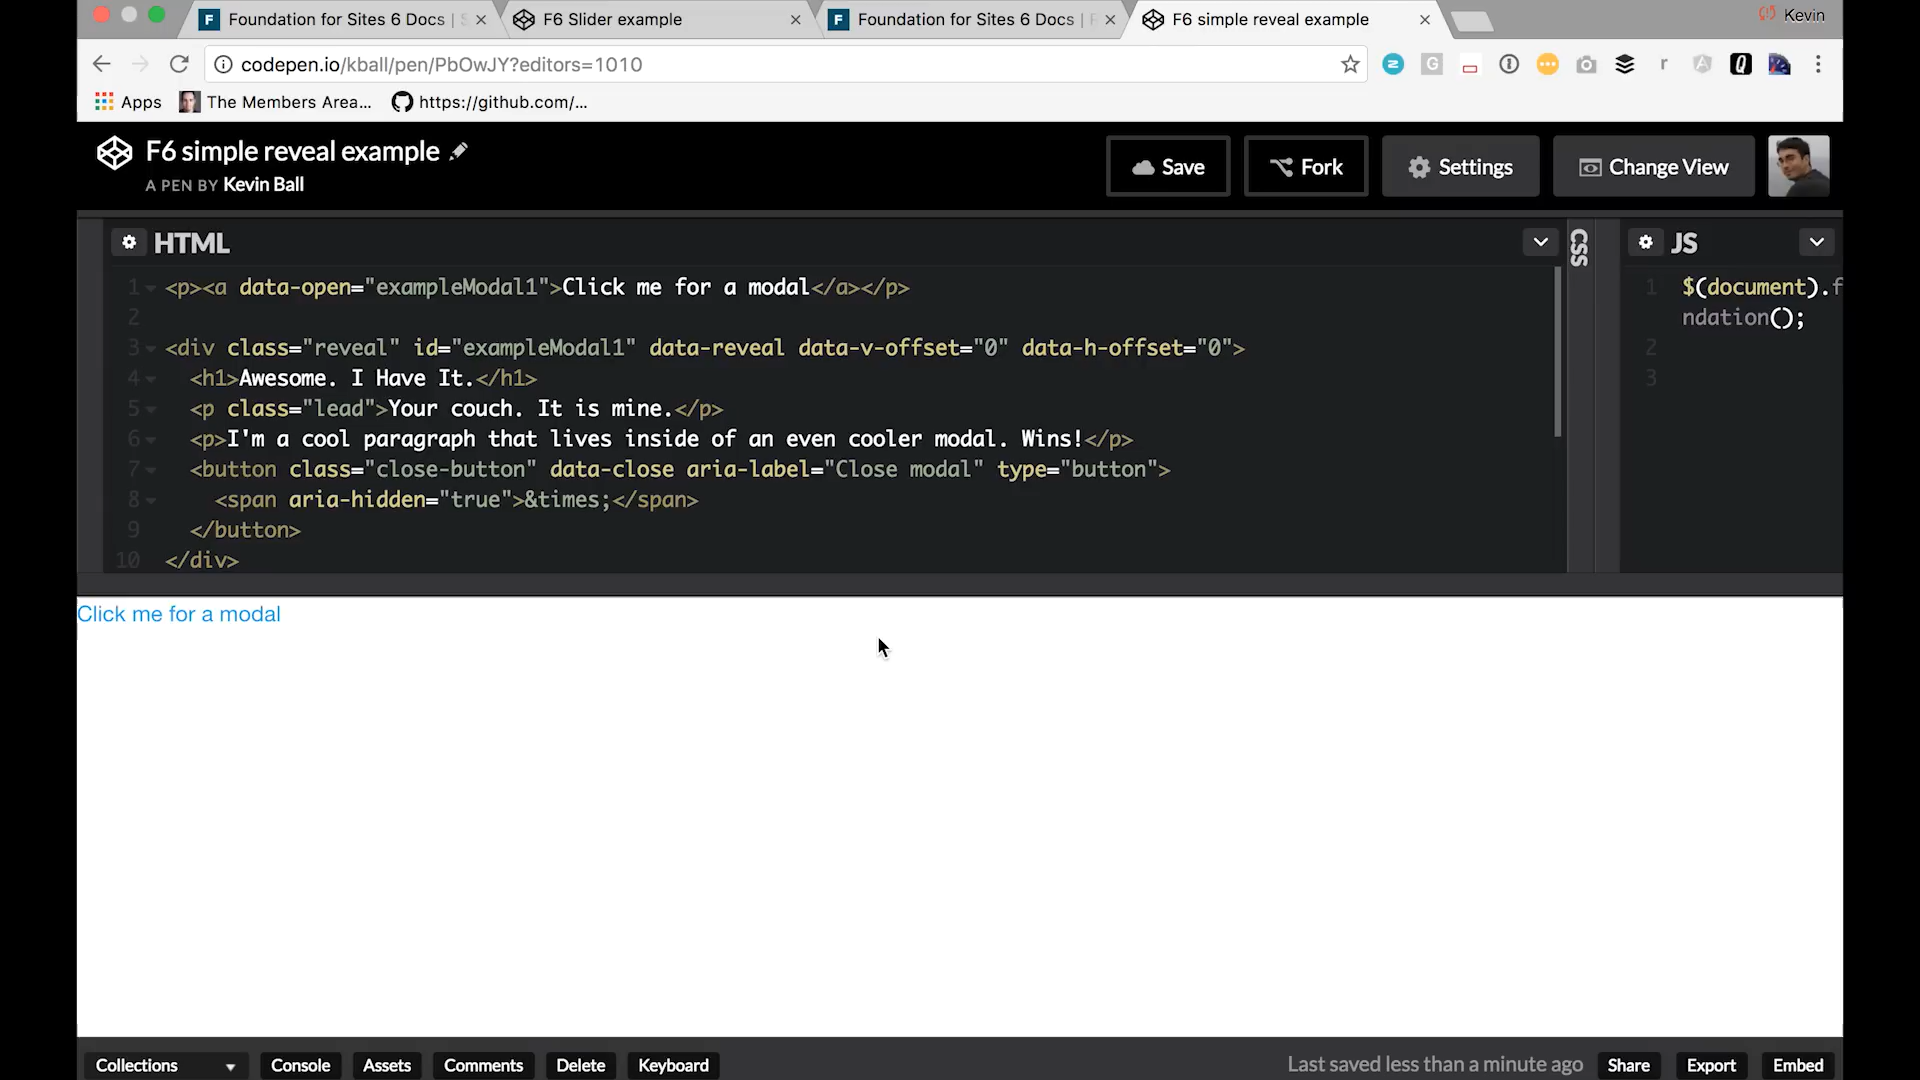 Foundation for Sites 6 Docs |
F6 Slider example
Foundation for Sites 6 Docs |
F6 simple reveal example
Kevin
codepen.io/kball/pen/PbOwJY?editors=1010
Apps
The Members Area...
https://github.com/...
F6 simple reveal example
A PEN BY Kevin Ball
Save
Fork
Settings
Change View
HTML
CSS
JS
1 <p><a data-open="exampleModal1">Click me for a modal</a></p>
2
3 <div class="reveal" id="exampleModal1" data-reveal data-v-offset="0" data-h-offset="0">
4 <h1>Awesome. I Have It.</h1>
5 <p class="lead">Your couch. It is mine.</p>
6 <p>I'm a cool paragraph that lives inside of an even cooler modal. Wins!</p>
7 <button class="close-button" data-close aria-label="Close modal" type="button">
8 <span aria-hidden="true">&times;</span>
9 </button>
10 </div>
1 $(document).f
ndation();
2
3
Click me for a modal
Collections
Console
Assets
Comments
Delete
Keyboard
Last saved less than a minute ago
Share
Export
Embed